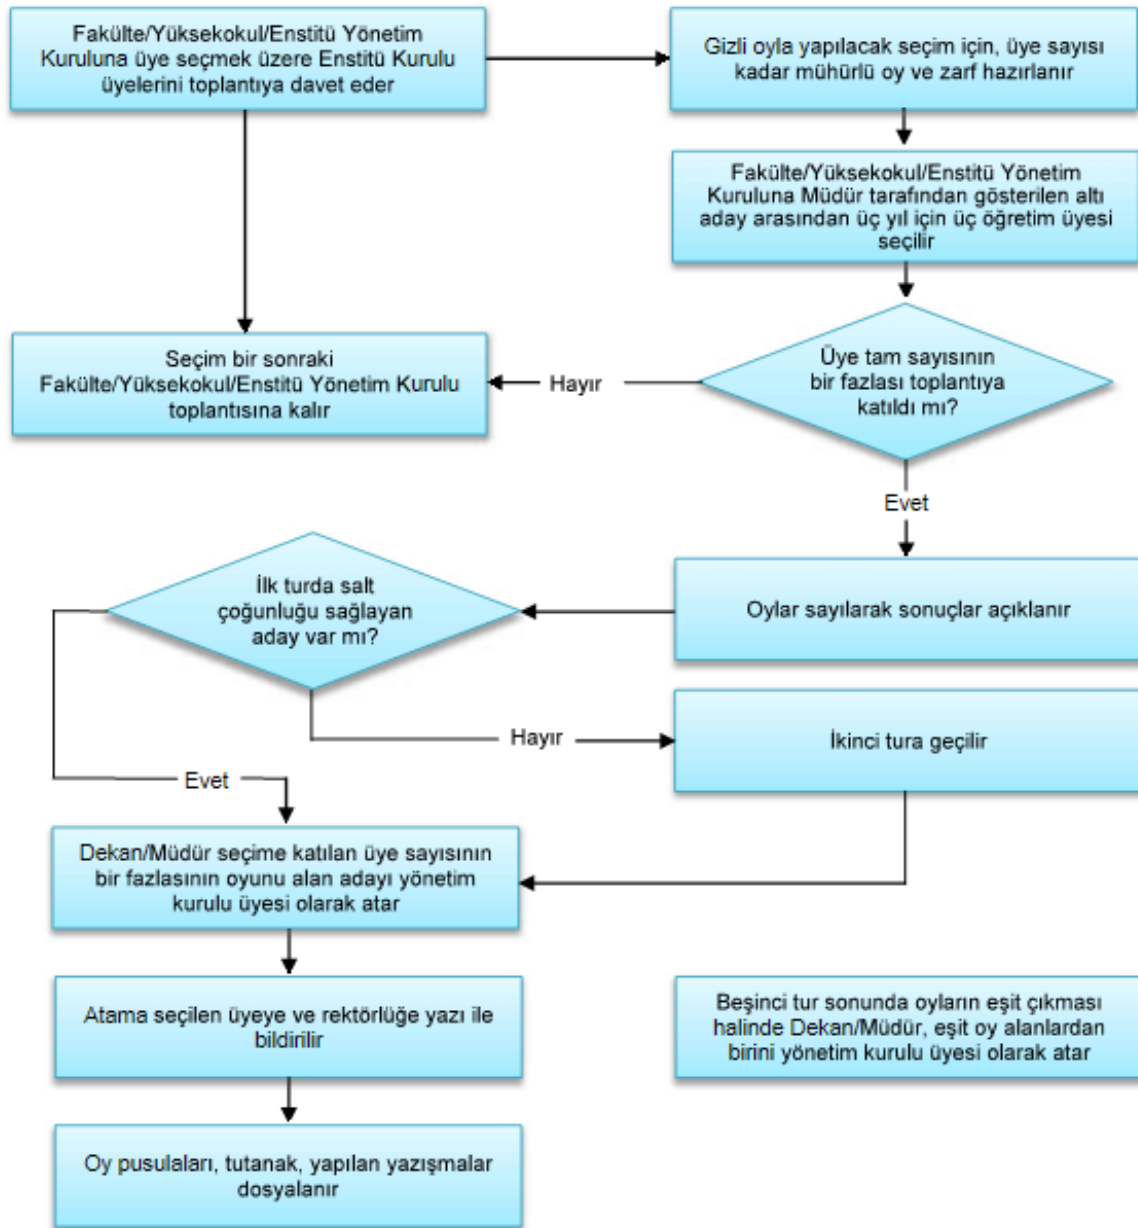 Fakülte/Yüksekokul/Enstitü Yönetim
Kuruluna üye seçmek üzere Enstitü Kurulu
üyelerini toplantıya davet eder
Gizli oyla yapılacak seçim için, üye sayısı
kadar mühürlü oy ve zarf hazırlanır
Fakülte/Yüksekokul/Enstitü Yönetim
Kuruluna Müdür tarafından gösterilen altı
aday arasından üç yıl için üç öğretim üyesi
seçilir
Üye tam sayısının
bir fazlası toplantıya
katıldı mı?
Hayır
Seçim bir sonraki
Fakülte/Yüksekokul/Enstitü Yönetim Kurulu
toplantısına kalır
Evet
Oylar sayılarak sonuçlar açıklanır
İlk turda salt
çoğunluğu sağlayan
aday var mı?
Hayır
İkinci tura geçilir
Evet
Dekan/Müdür seçime katılan üye sayısının
bir fazlasının oyunu alan adayı yönetim
kurulu üyesi olarak atar
Atama seçilen üyeye ve rektörlüğe yazı ile
bildirilir
Beşinci tur sonunda oyların eşit çıkması
halinde Dekan/Müdür, eşit oy alanlardan
birini yönetim kurulu üyesi olarak atar
Oy pusulaları, tutanak, yapılan yazışmalar
dosyalanır